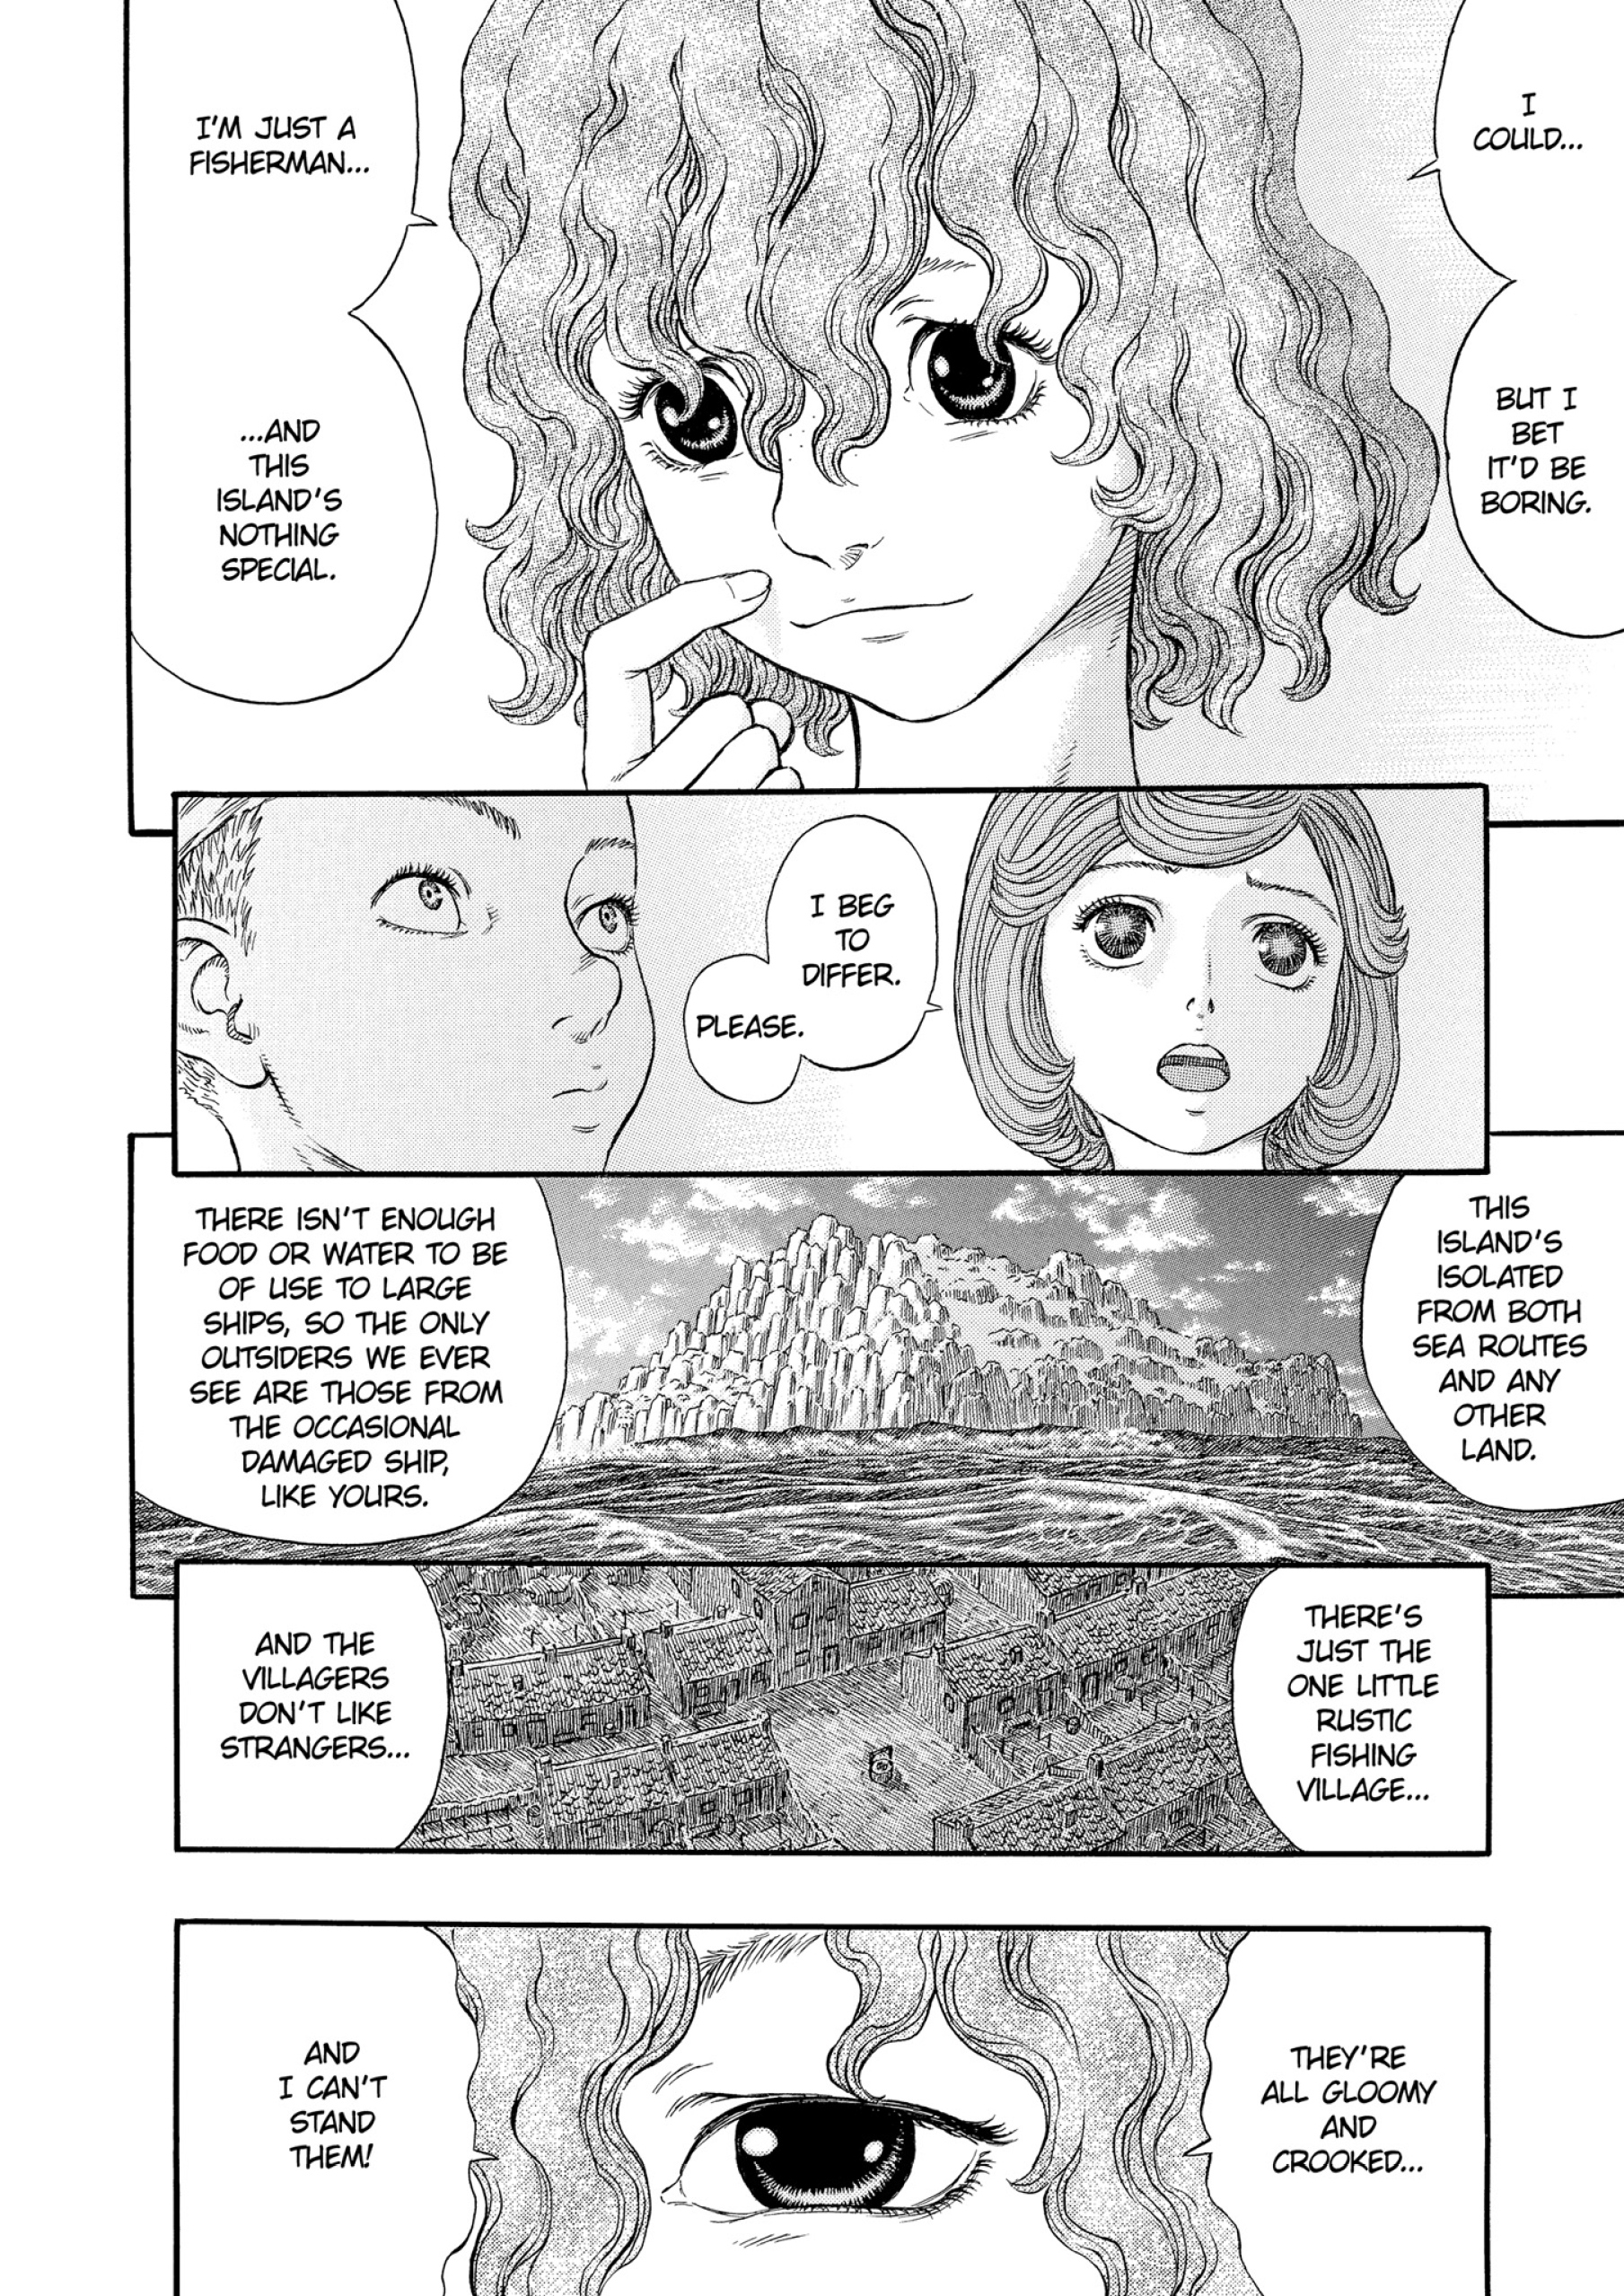 I
COULD...
BUT I
BET
IT'D BE
BORING.
I'M JUST A
FISHERMAN...
...AND
THIS
ISLAND'S
NOTHING
SPECIAL.
I BEG
TO
DIFFER.
PLEASE.
THIS
ISLAND'S
ISOLATED
FROM BOTH
SEA ROUTES
AND ANY
OTHER
LAND.
THERE ISN'T ENOUGH
FOOD OR WATER TO BE
OF USE TO LARGE
SHIPS, SO THE ONLY
OUTSIDERS WE EVER
SEE ARE THOSE FROM
THE OCCASIONAL
DAMAGED SHIP,
LIKE YOURS.
THERE'S
JUST THE
ONE LITTLE
RUSTIC
FISHING
VILLAGE...
AND THE
VILLAGERS
DON'T LIKE
STRANGERS...
THEY'RE
ALL GLOOMY
AND
CROOKED...
AND
I CAN'T
STAND
THEM!